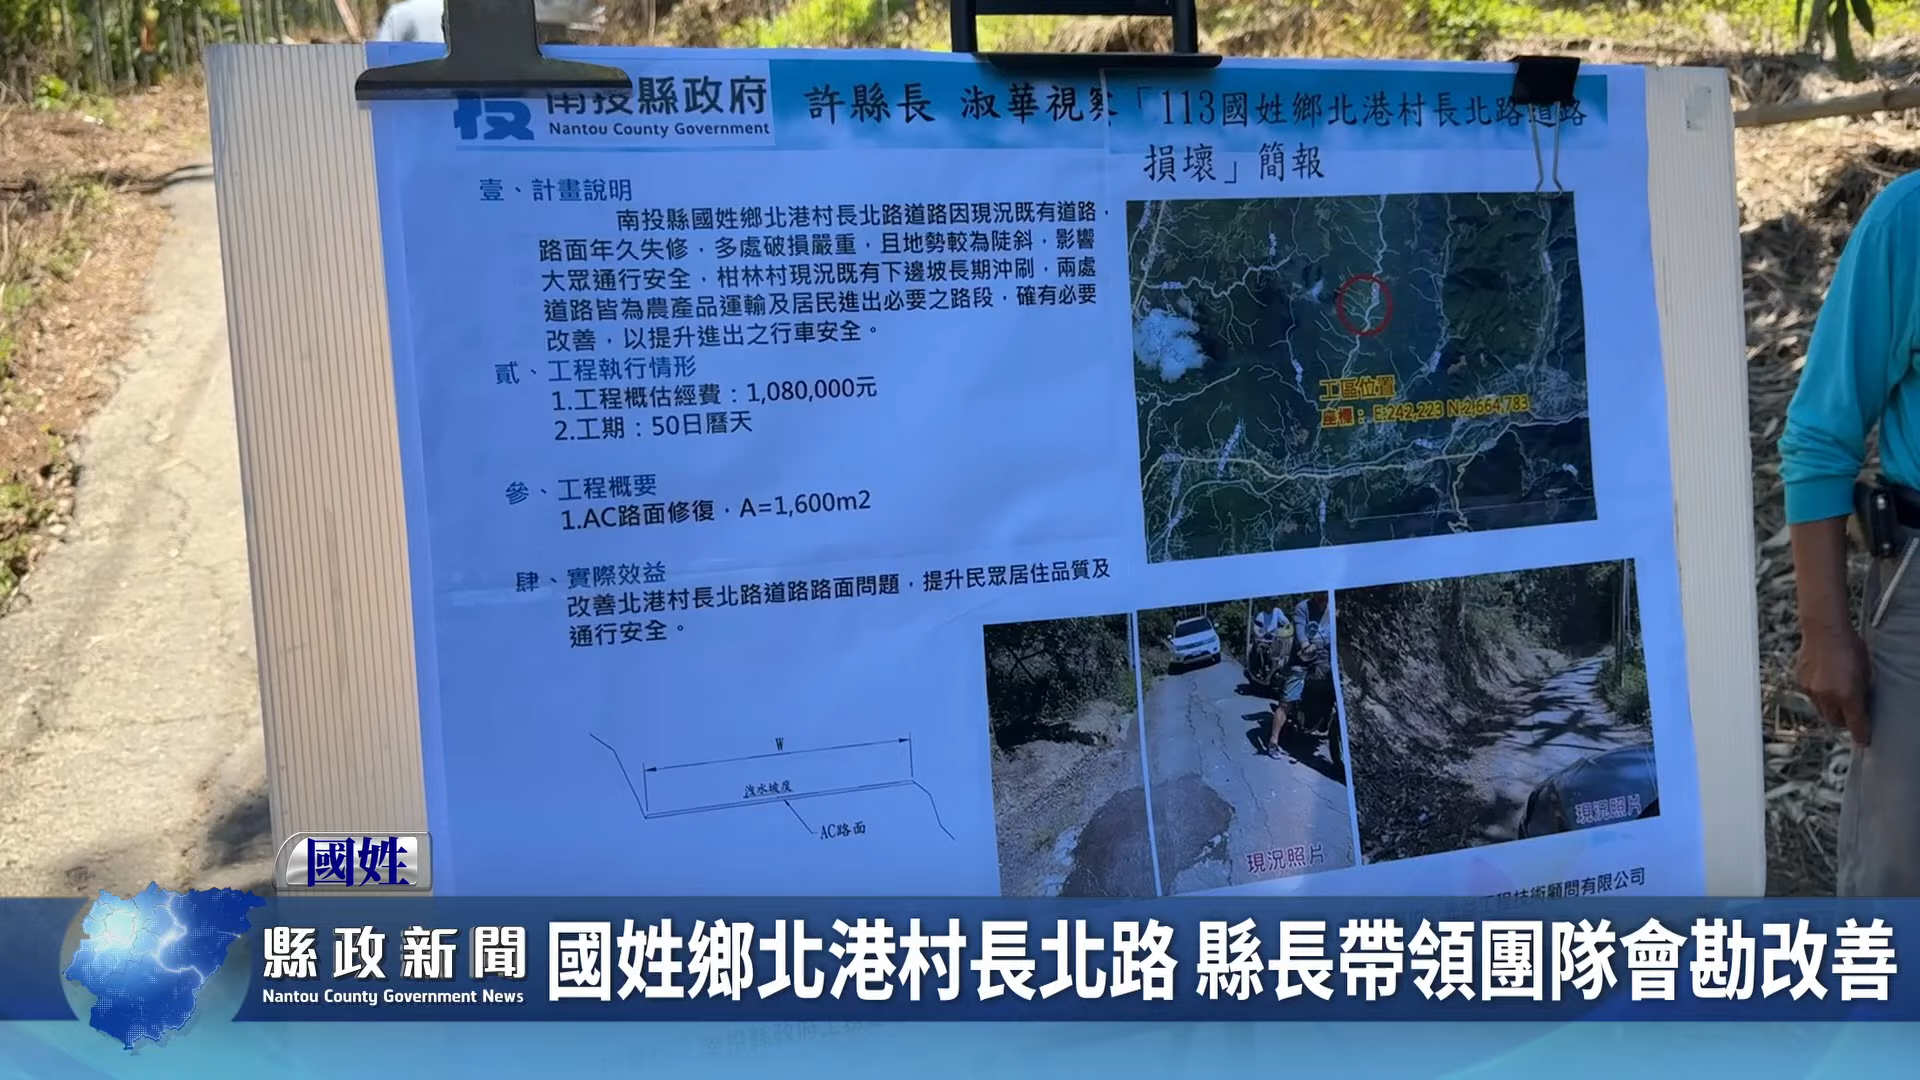 南投縣政府
Nantou County Government
許縣長 淑華視察「113國姓鄉北港村長北路道路
損壞」簡報
壹、計畫說明
南投縣國姓鄉北港村長北路道路因現況既有道路，
路面年久失修，多處破損嚴重，且地勢較為陡斜，影響
大眾通行安全，柑林村現況既有下邊坡長期沖刷，兩處
道路皆為農產品運輸及居民進出必要之路段，確有必要
改善，以提升進出之行車安全。
貳、工程執行情形
1.工程概估經費：1,080,000元
2.工期：50日曆天
參、工程概要
1.AC路面修復，A=1,600m2
肆、實際效益
改善北港村長北路道路路面問題，提升民眾居住品質及
通行安全。
工區位置
座標： E:242,223 N:2,664,783
W
洩水坡度
AC路面
現況照片
現況照片
工程技術顧問有限公司
國姓
縣政新聞
Nantou County Government News
國姓鄉北港村長北路 縣長帶領團隊會勘改善